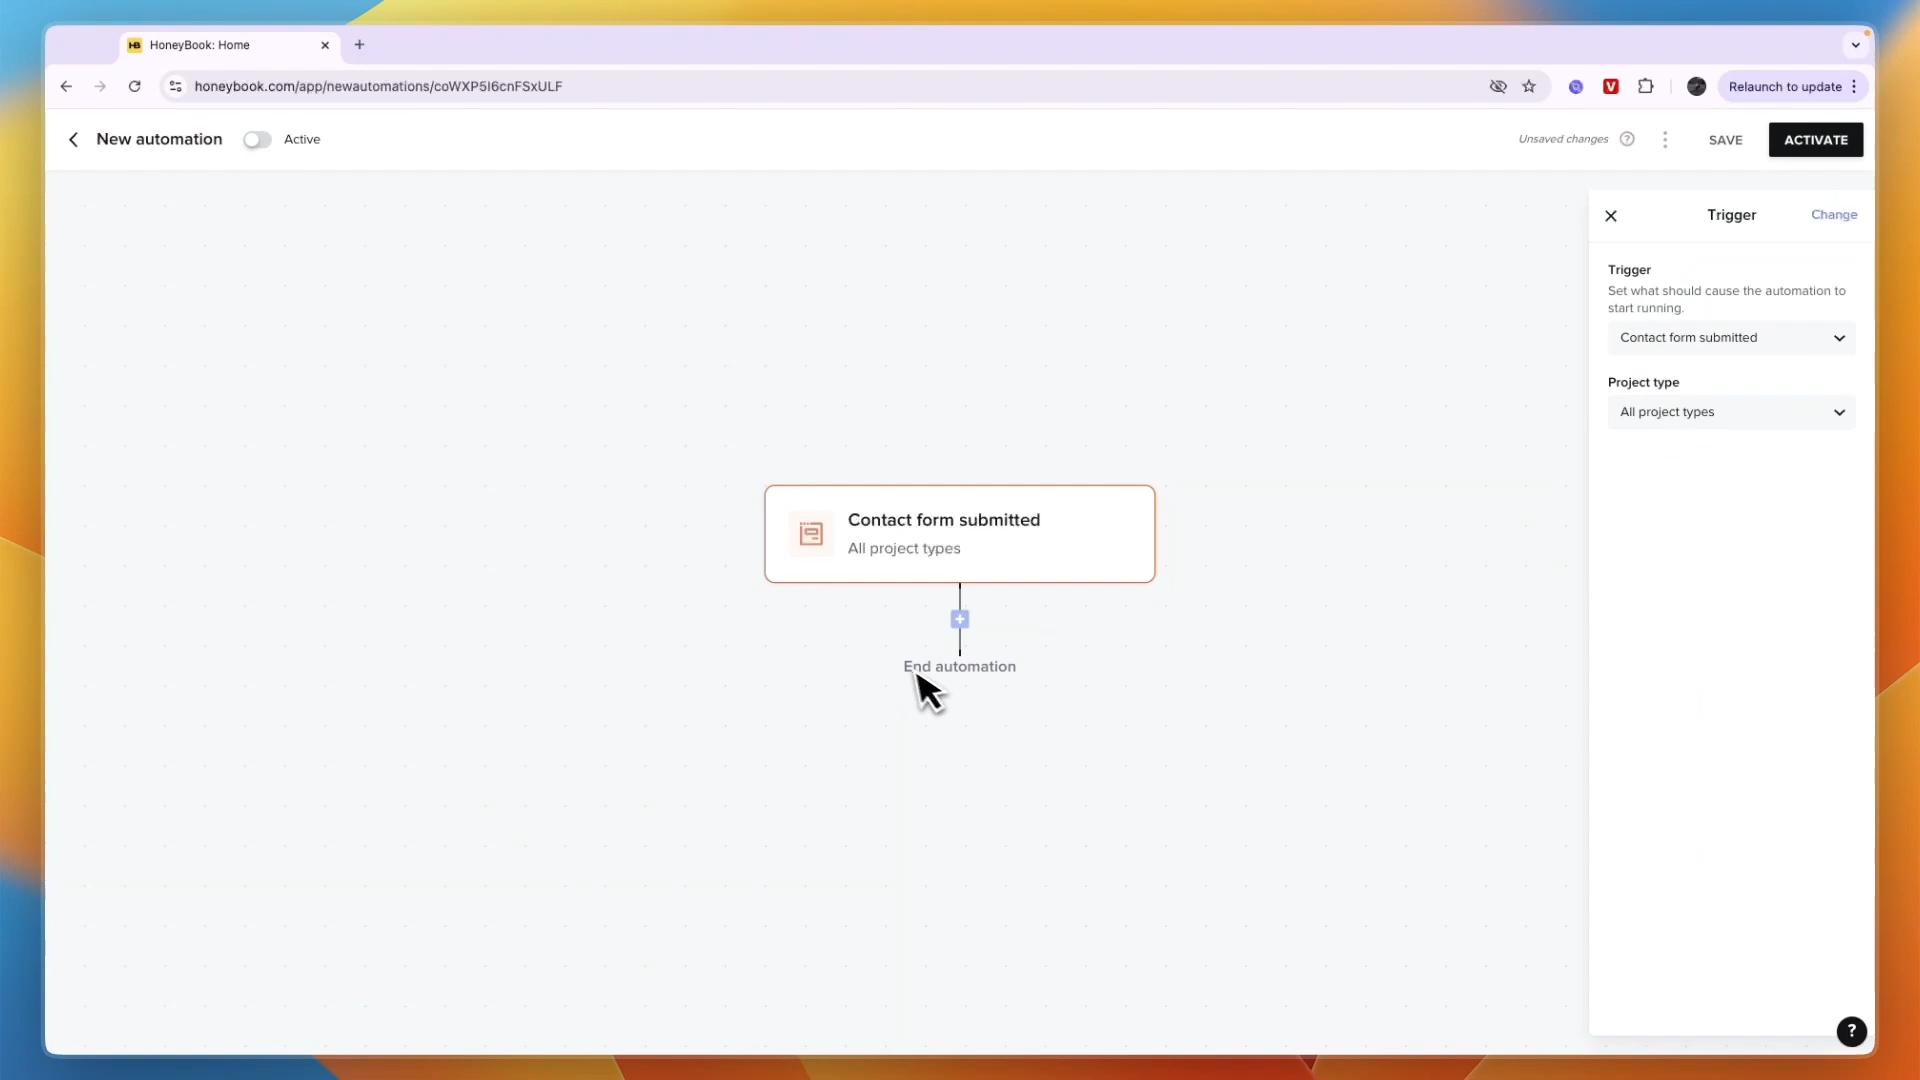 HoneyBook: Home
honeybook.com/app/newautomations/coWXP5I6cnFSxULF
Relaunch to update
New automation
Active
Unsaved changes
SAVE
ACTIVATE
Trigger
Change
Trigger
Set what should cause the automation to
start running.
Contact form submitted
Project type
All project types
Contact form submitted
All project types
End automation